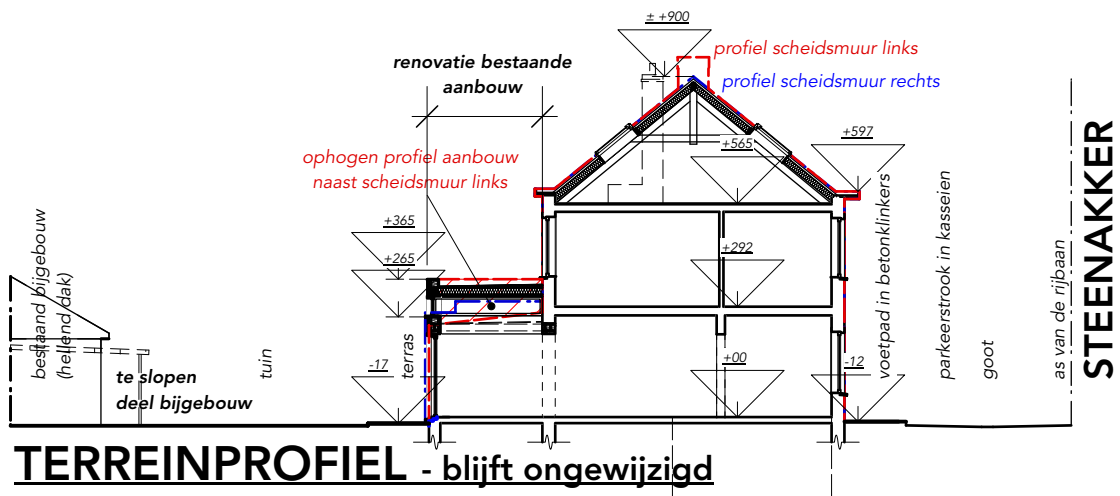 ± +900
profiel scheidsmuur links
profiel scheidsmuur rechts
renovatie bestaande
aanbouw
ophogen profiel aanbouw
naast scheidsmuur links
+565
+597
+365
+265
+292
-17
+00
-12
bestaand bijgebouw
(hellend dak)
te slopen
deel bijgebouw
tuin
terras
voetpad in betonklinkers
parkeerstrook in kasseien
goot
as van de rijbaan
STEENAKKER
TERREINPROFIEL - blijft ongewijzigd